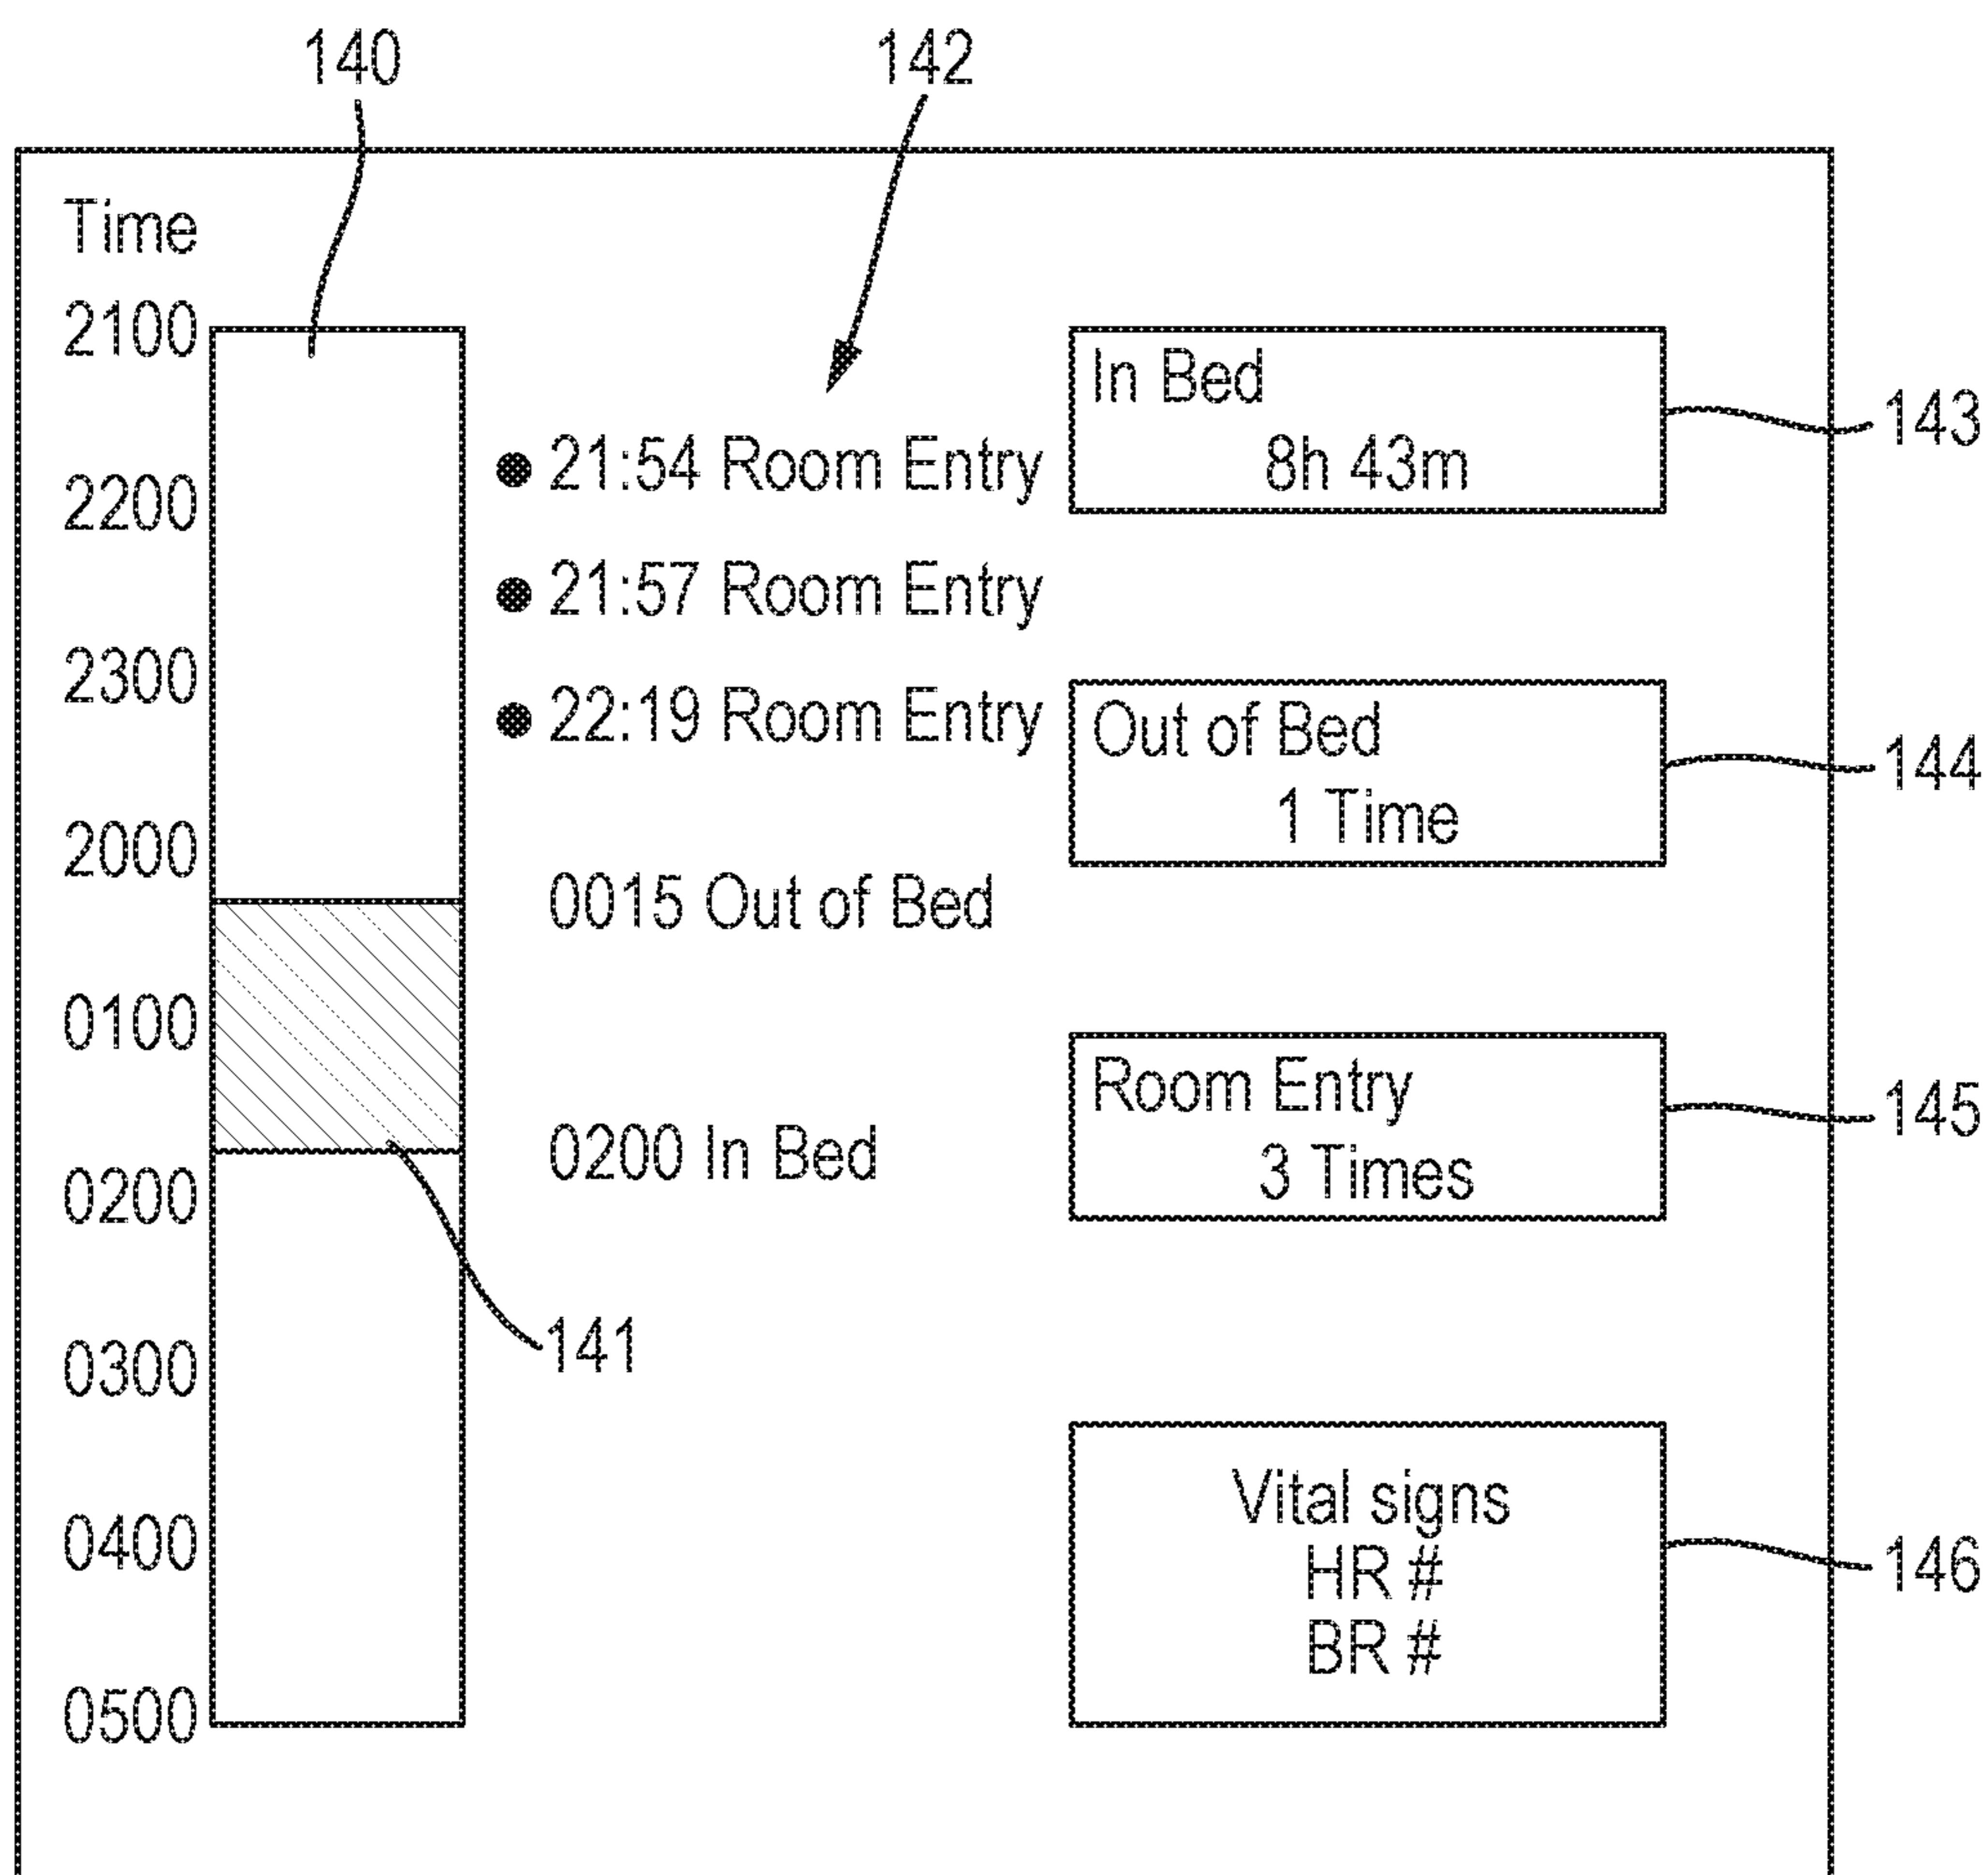 140
142
Time
2100
In Bed
8h 43m
143
21:54 Room Entry
2200
21:57 Room Entry
2300
22:19 Room Entry
Out of Bed
1 Time
144
2000
0015 Out of Bed
0100
Room Entry
3 Times
145
0200 In Bed
0200
141
0300
Vital signs
HR #
BR #
146
0400
0500